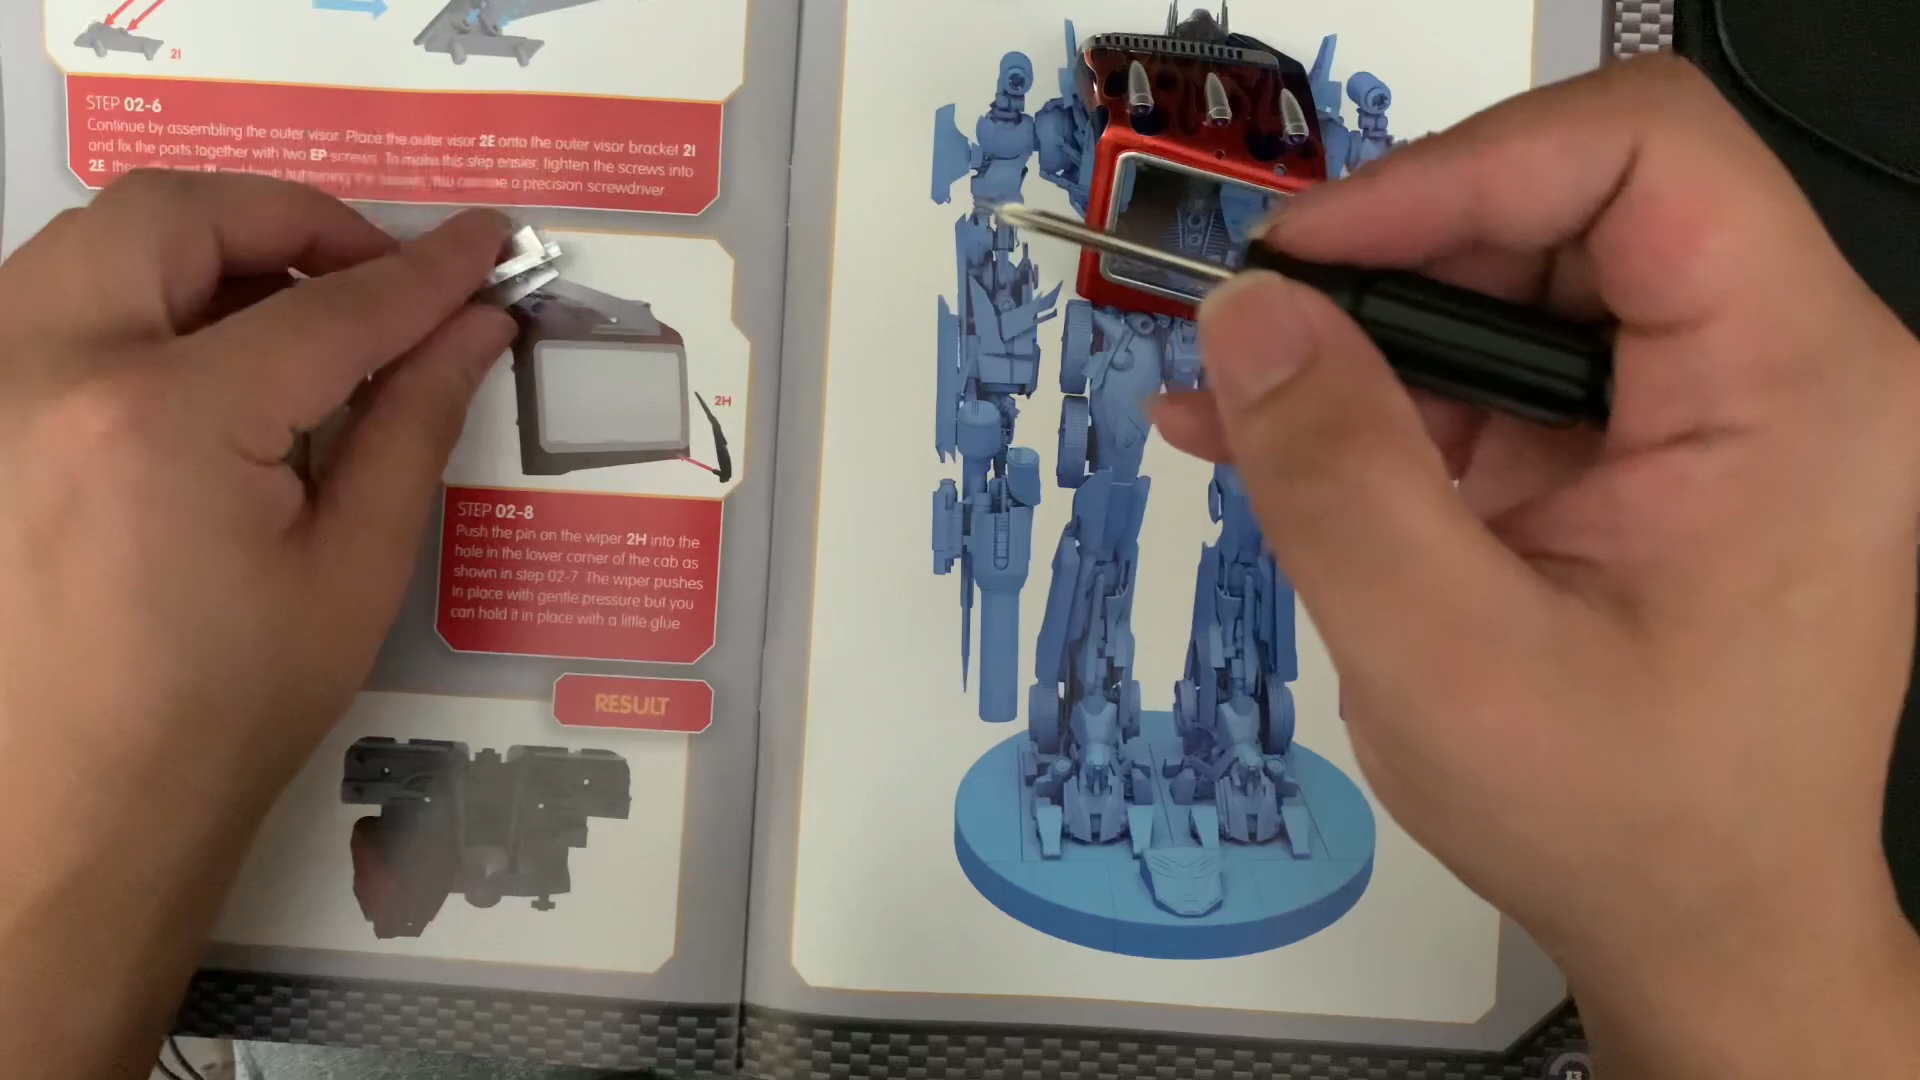 2I
STEP 02-6
Continue by assembling the outer visor. Place the outer visor 2E onto the outer visor bracket 2I
and fix the parts together with two EP screws. To make this step easier, tighten the screws into
2E, a precision screwdriver.
2H
STEP 02-8
Push the pin on the wiper 2H into the
hole in the lower corner of the cab as
shown in step 02-7. The wiper pushes
in place with gentle pressure but you
can hold it in place with a little glue
RESULT
13